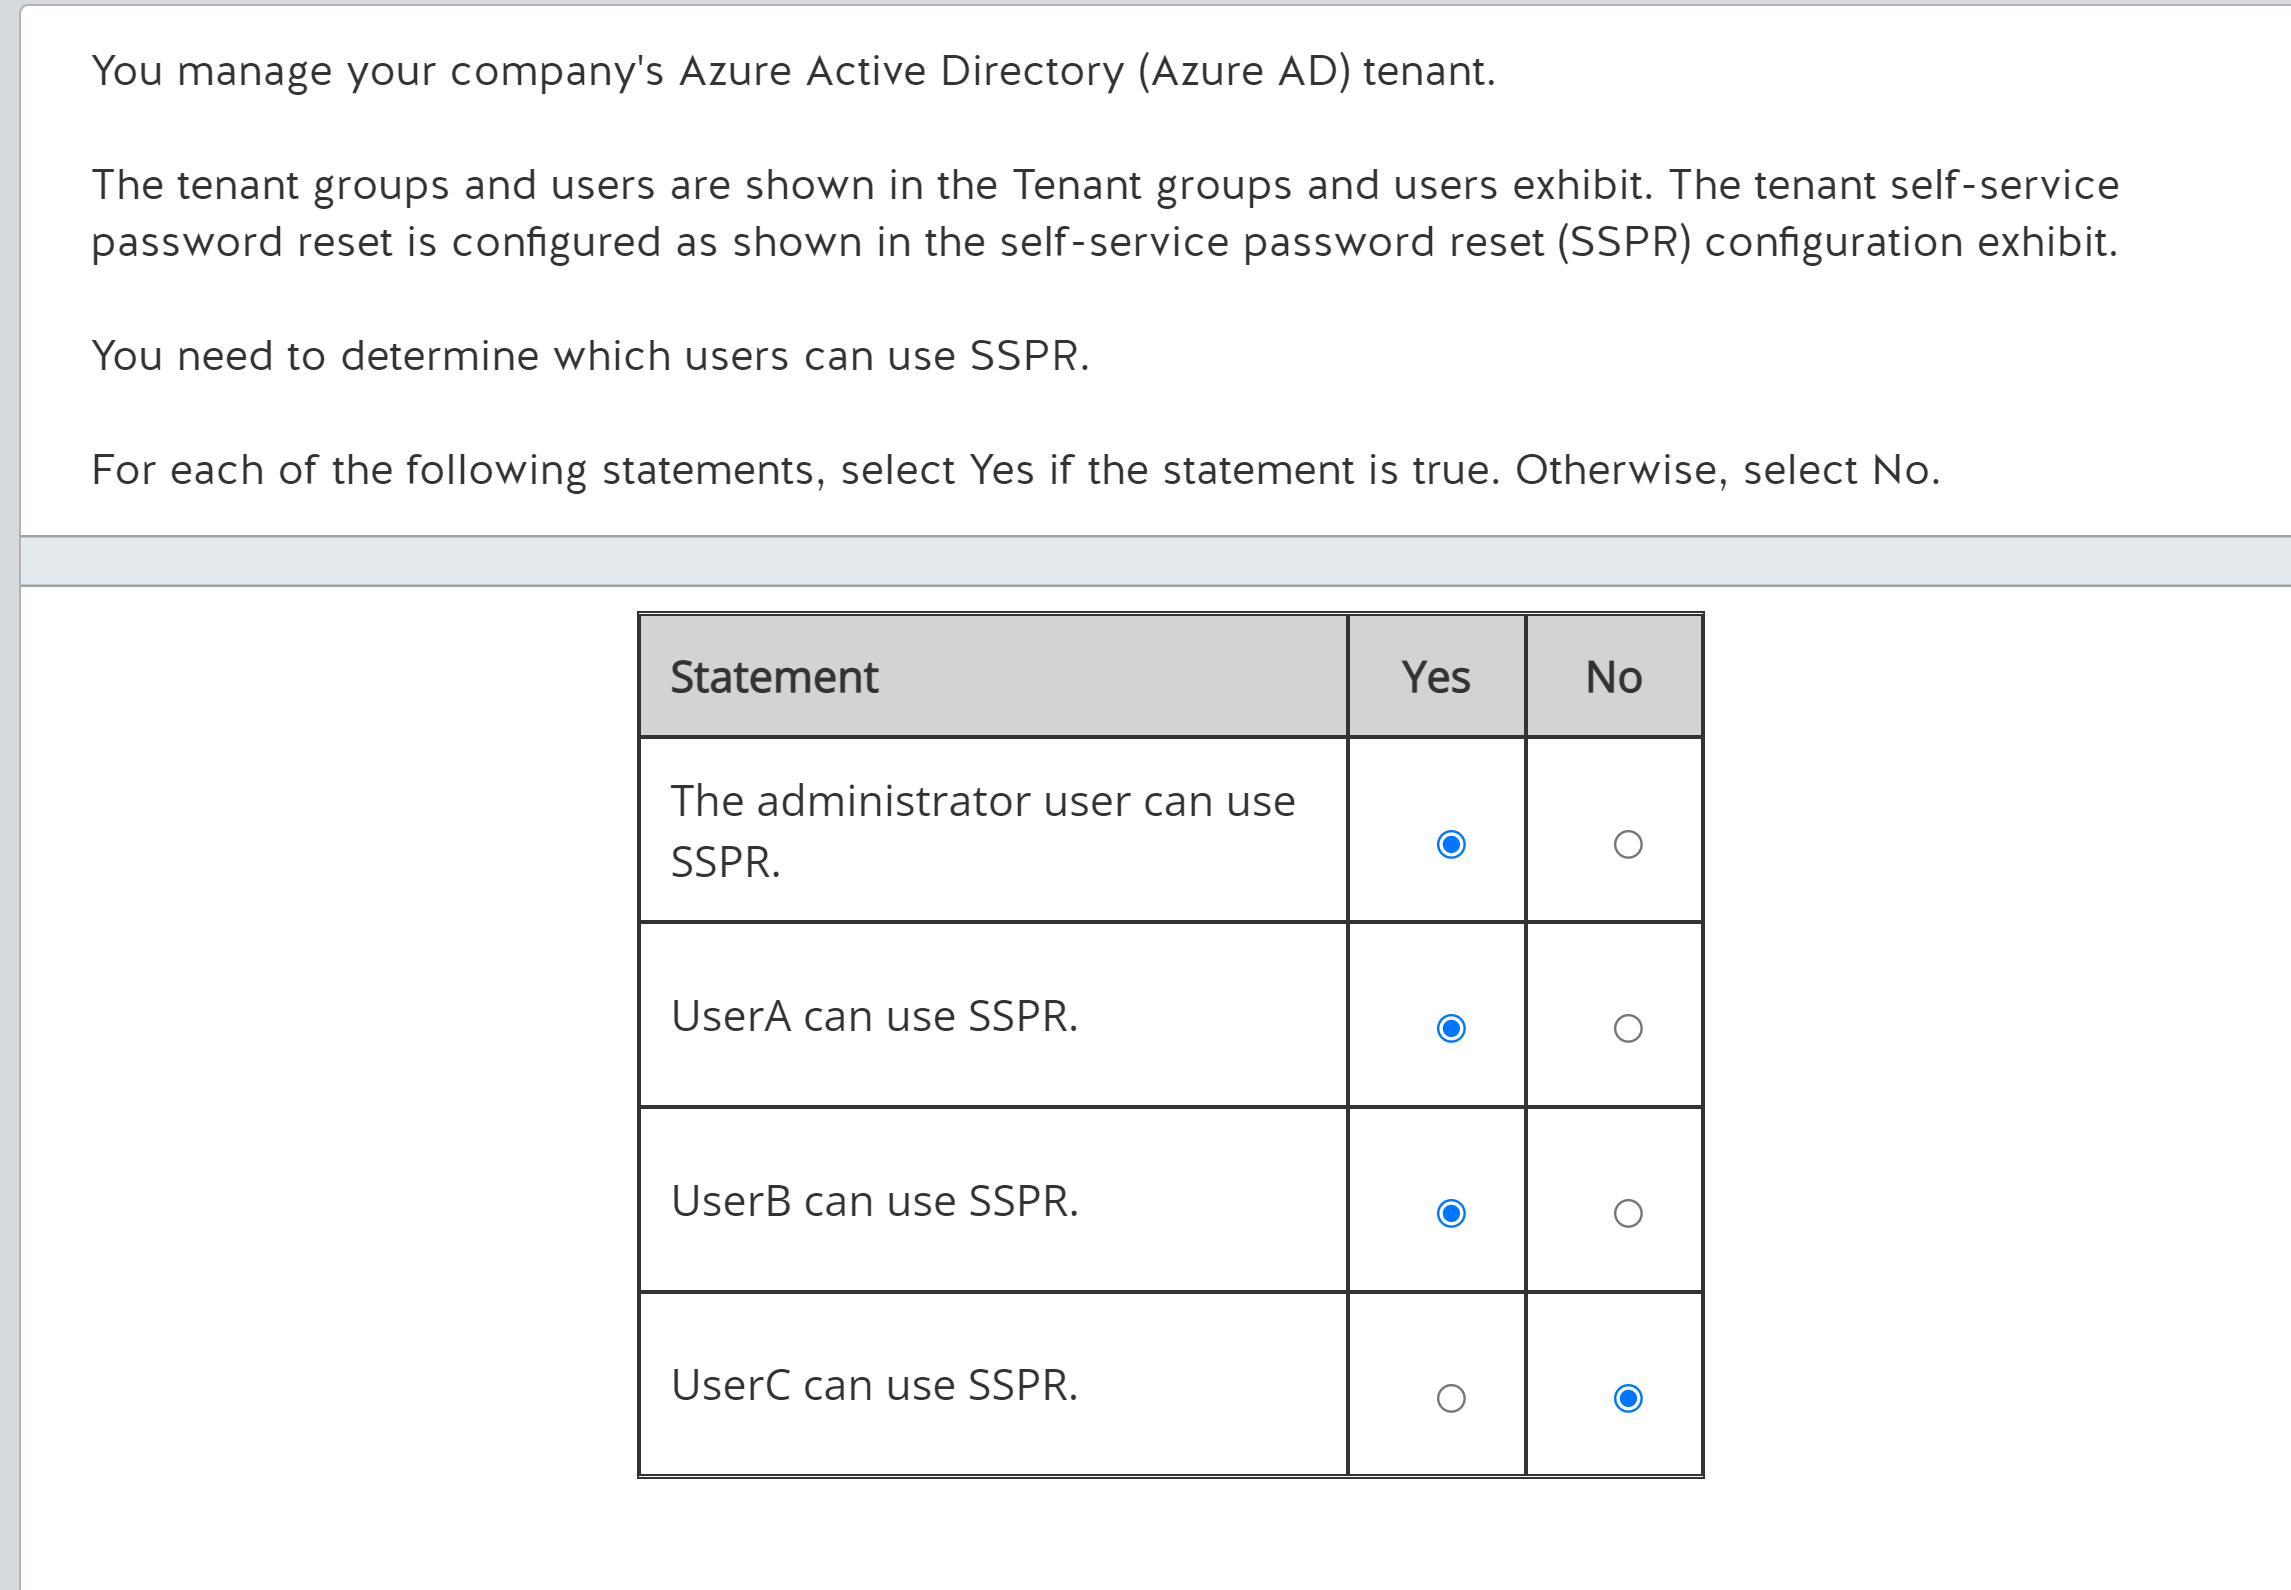 You manage your company's Azure Active Directory (Azure AD) tenant.
The tenant groups and users are shown in the Tenant groups and users exhibit. The tenant self-service
password reset is configured as shown in the self-service password reset (SSPR) configuration exhibit.
You need to determine which users can use SSPR.
For each of the following statements, select Yes if the statement is true. Otherwise, select No.
Statement Yes No
The administrator user can use
SSPR.
UserA can use SSPR.
UserB can use SSPR.
UserC can use SSPR.